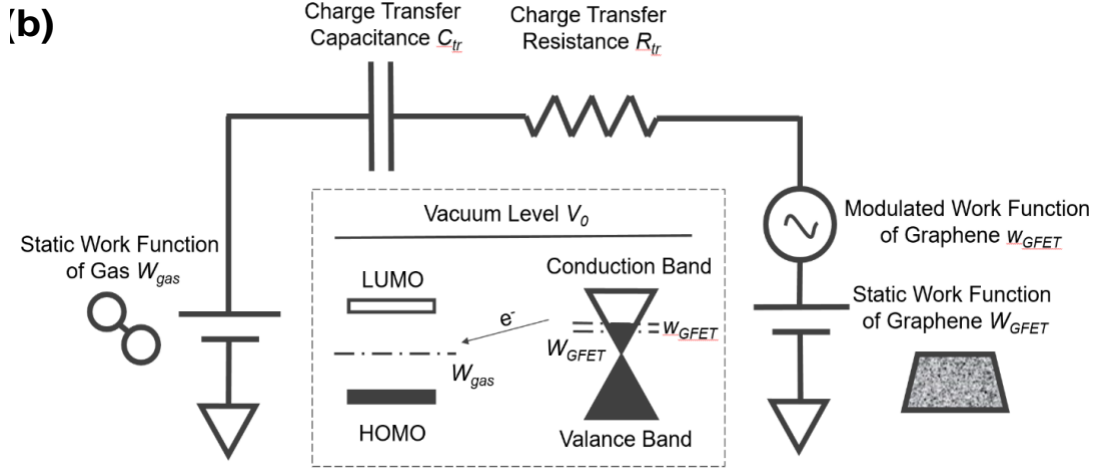 (b)
Charge Transfer
Capacitance Ctr
Charge Transfer
Resistance Rtr
Static Work Function
of Gas Wgas
Vacuum Level V0
LUMO
Conduction Band
e-
wGFET
WGFET
Wgas
HOMO
Valance Band
Modulated Work Function
of Graphene wGFET
Static Work Function
of Graphene WGFET